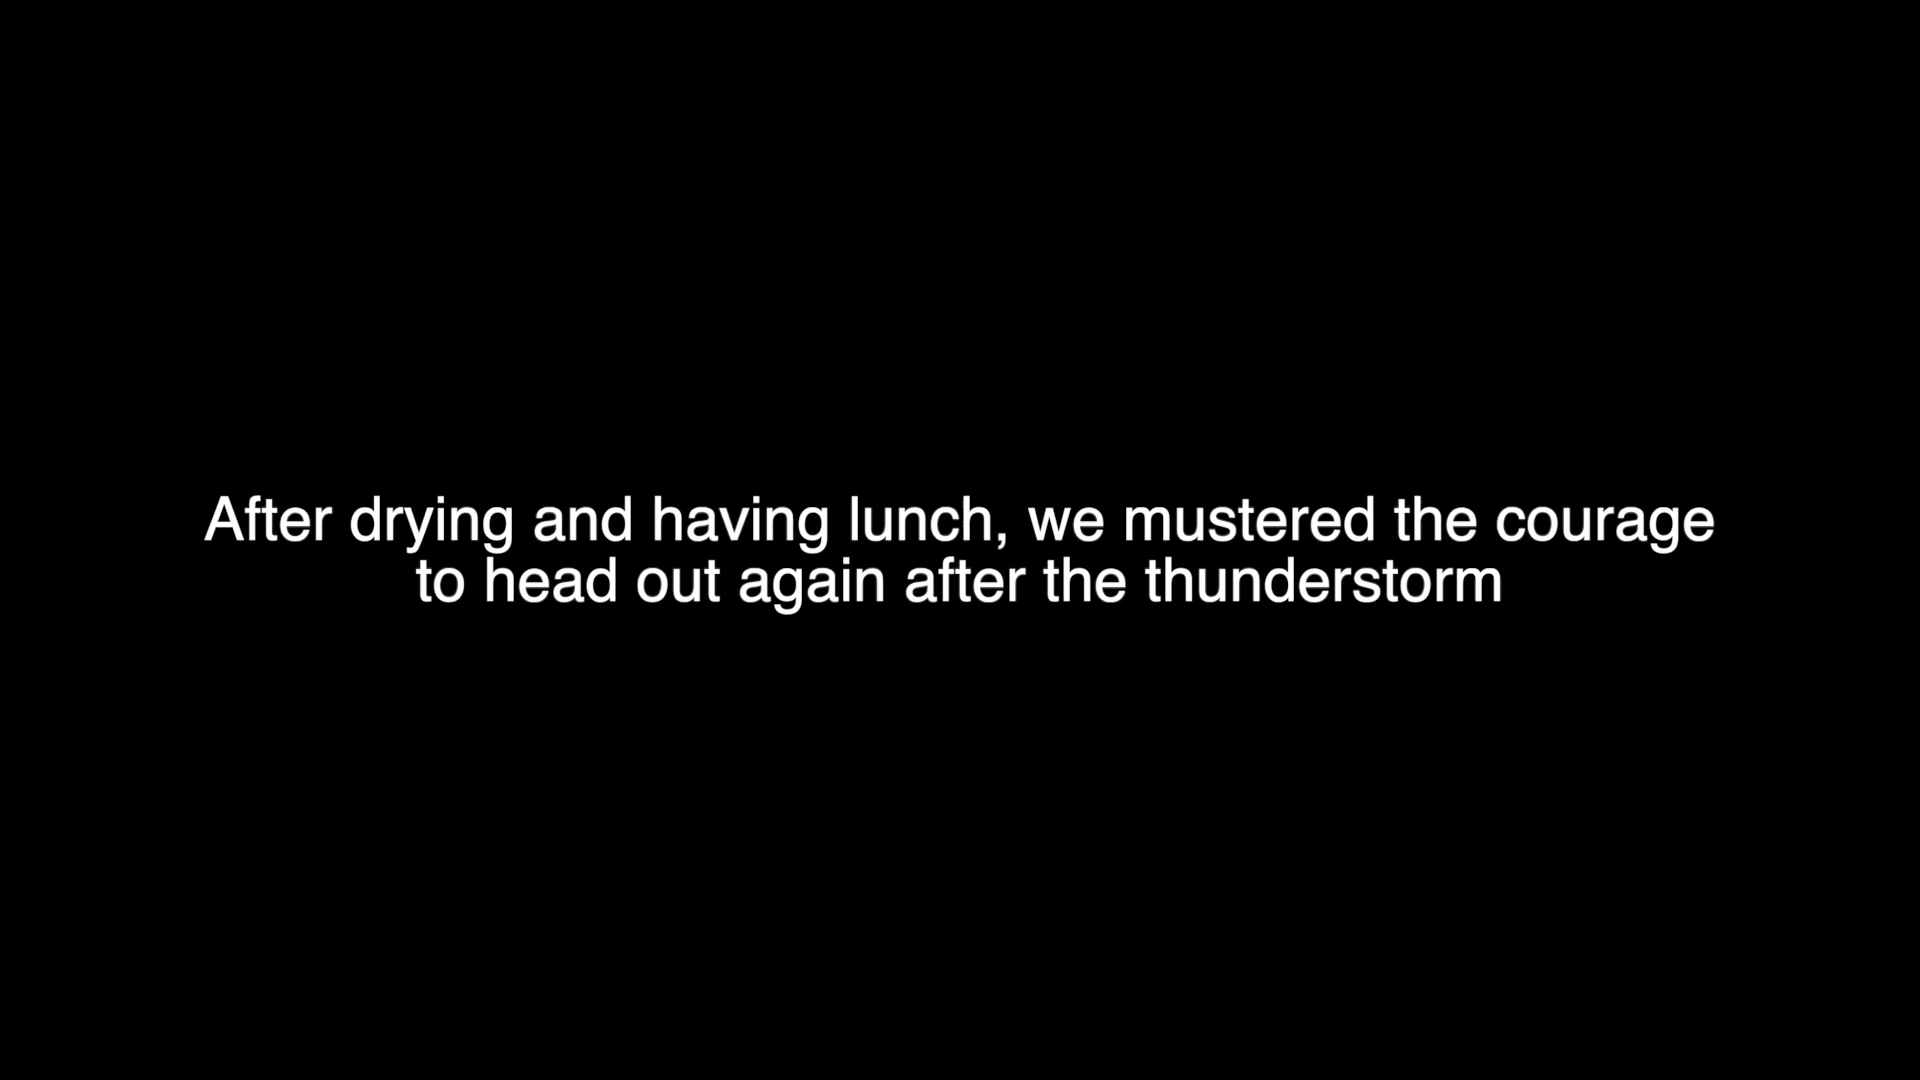 After drying and having lunch, we mustered the courage
to head out again after the thunderstorm